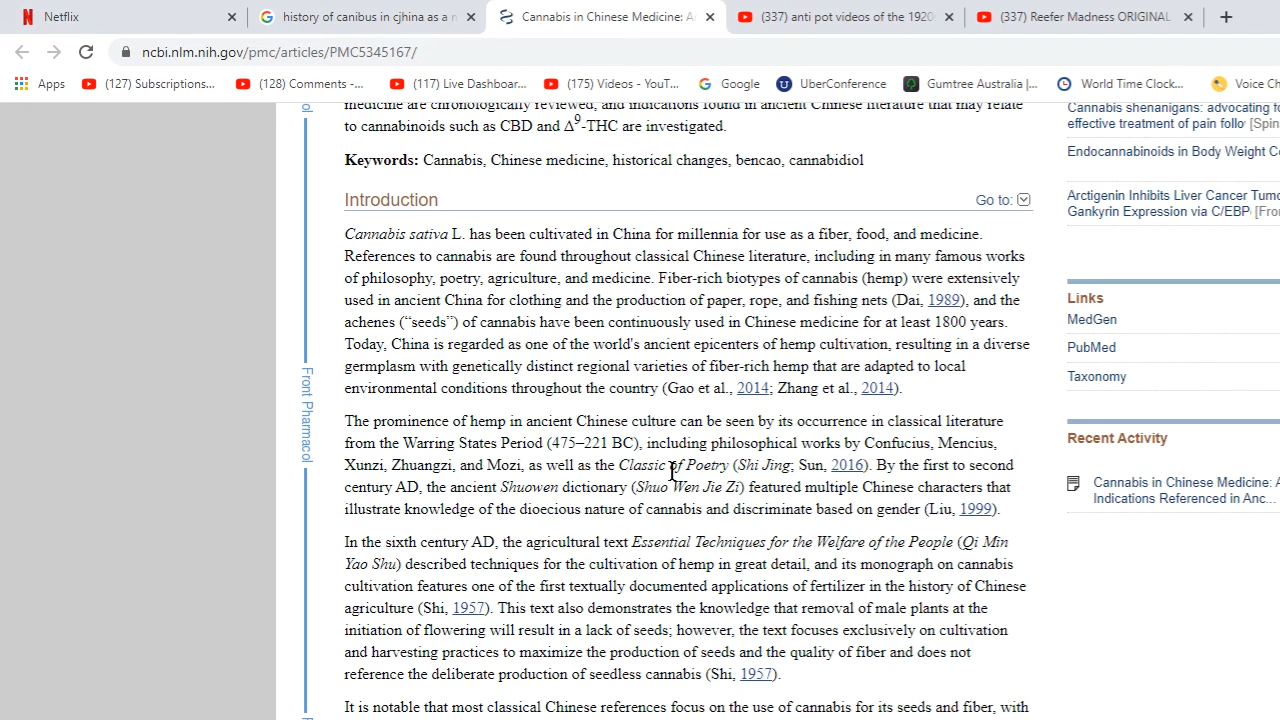 Netflix
history of canibus in cjhina as a
Cannabis in Chinese Medicine:
(337) anti pot videos of the 1920
(337) Reefer Madness ORIGINAL
ncbi.nlm.nih.gov/pmc/articles/PMC5345167/
Apps
(127) Subscriptions...
(128) Comments -...
(117) Live Dashboa...
(175) Videos - YouT...
Google
UberConference
Gumtree Australia |...
World Time Clock...
Voice
medicine are chronologically reviewed, and indications found in ancient Chinese literature that may relate
to cannabinoids such as CBD and Δ9-THC are investigated.
Keywords: Cannabis, Chinese medicine, historical changes, bencao, cannabidiol
Introduction
Go to:
Cannabis sativa L. has been cultivated in China for millennia for use as a fiber, food, and medicine.
References to cannabis are found throughout classical Chinese literature, including in many famous works
of philosophy, poetry, agriculture, and medicine. Fiber-rich biotypes of cannabis (hemp) were extensively
used in ancient China for clothing and the production of paper, rope, and fishing nets (Dai, 1989), and the
achenes (“seeds”) of cannabis have been continuously used in Chinese medicine for at least 1800 years.
Today, China is regarded as one of the world's ancient epicenters of hemp cultivation, resulting in a diverse
germplasm with genetically distinct regional varieties of fiber-rich hemp that are adapted to local
environmental conditions throughout the country (Gao et al., 2014; Zhang et al., 2014).
The prominence of hemp in ancient Chinese culture can be seen by its occurrence in classical literature
from the Warring States Period (475–221 BC), including philosophical works by Confucius, Mencius,
Xunzi, Zhuangzi, and Mozi, as well as the Classic of Poetry (Shi Jing; Sun, 2016). By the first to second
century AD, the ancient Shuowen dictionary (Shuo Wen Jie Zi) featured multiple Chinese characters that
illustrate knowledge of the dioecious nature of cannabis and discriminate based on gender (Liu, 1999).
In the sixth century AD, the agricultural text Essential Techniques for the Welfare of the People (Qi Min
Yao Shu) described techniques for the cultivation of hemp in great detail, and its monograph on cannabis
cultivation features one of the first textually documented applications of fertilizer in the history of Chinese
agriculture (Shi, 1957). This text also demonstrates the knowledge that removal of male plants at the
initiation of flowering will result in a lack of seeds; however, the text focuses exclusively on cultivation
and harvesting practices to maximize the production of seeds and the quality of fiber and does not
reference the deliberate production of seedless cannabis (Shi, 1957).
It is notable that most classical Chinese references focus on the use of cannabis for its seeds and fiber, with
Front Pharmacol
Cannabis shenanigans: advocating fo
effective treatment of pain follo [Spin
Endocannabinoids in Body Weight
Arctigenin Inhibits Liver Cancer
Gankyrin Expression via C/EBP [Fron
Links
MedGen
PubMed
Taxonomy
Recent Activity
Cannabis in Chinese Medicine:
Indications Referenced in Anc...